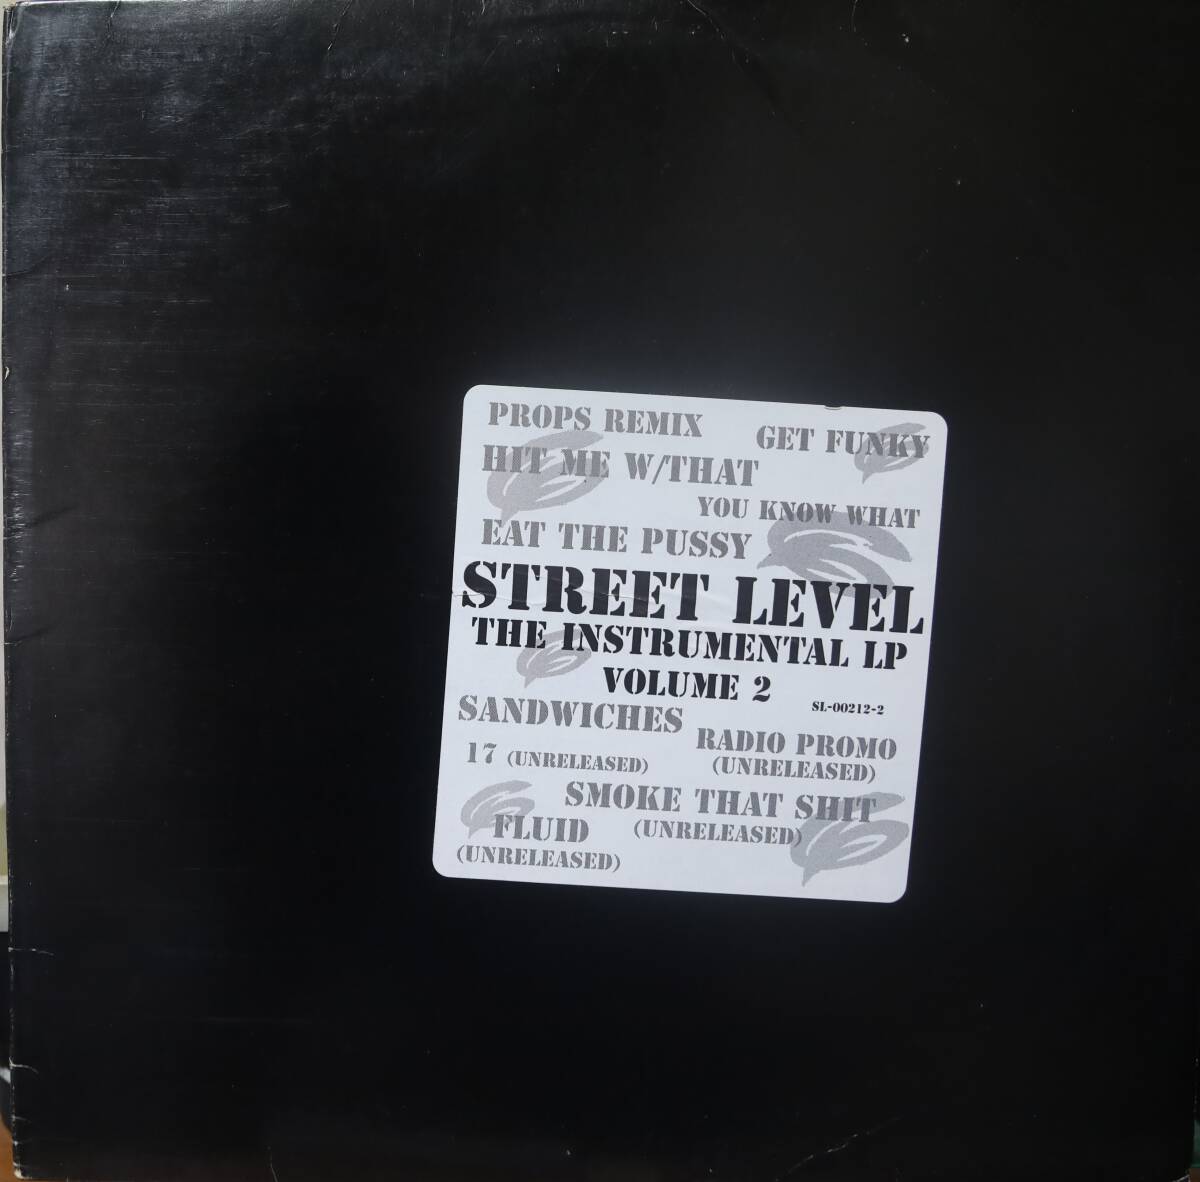 PROPS REMIX
GET FUNKY
HIT ME W/THAT
YOU KNOW WHAT
EAT THE PUSSY
STREET LEVEL
THE INSTRUMENTAL LP
VOLUME 2
SL-00212-2
SANDWICHES
RADIO PROMO
(UNRELEASED)
17 (UNRELEASED)
SMOKE THAT SHIT
(UNRELEASED)
FLUID
(UNRELEASED)